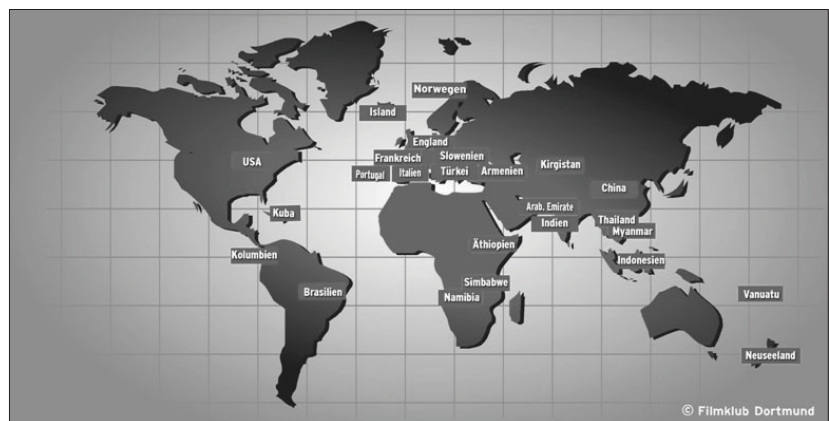 Norwegen
Island
England
Frankreich
Slowenien
USA
Kirgistan
Portugal
Italien
Türkei
Armenien
China
Kuba
Arab. Emirate
Thailand
Indien
Myanmar
Kolumbien
Äthiopien
Indonesien
Simbabwe
Brasilien
Namibia
Vanuatu
Neuseeland
© Filmklub Dortmund